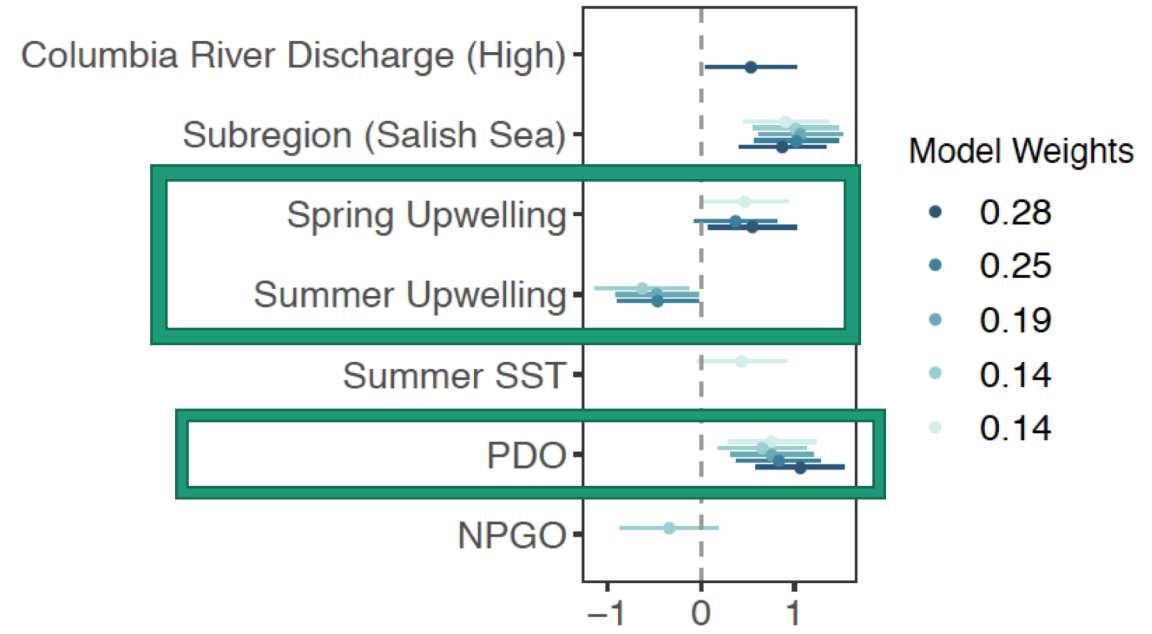 Columbia River Discharge (High)
Subregion (Salish Sea)
Spring Upwelling
Summer Upwelling
Summer SST
PDO
NPGO
−1 0 1
Model Weights
0.28
0.25
0.19
0.14
0.14